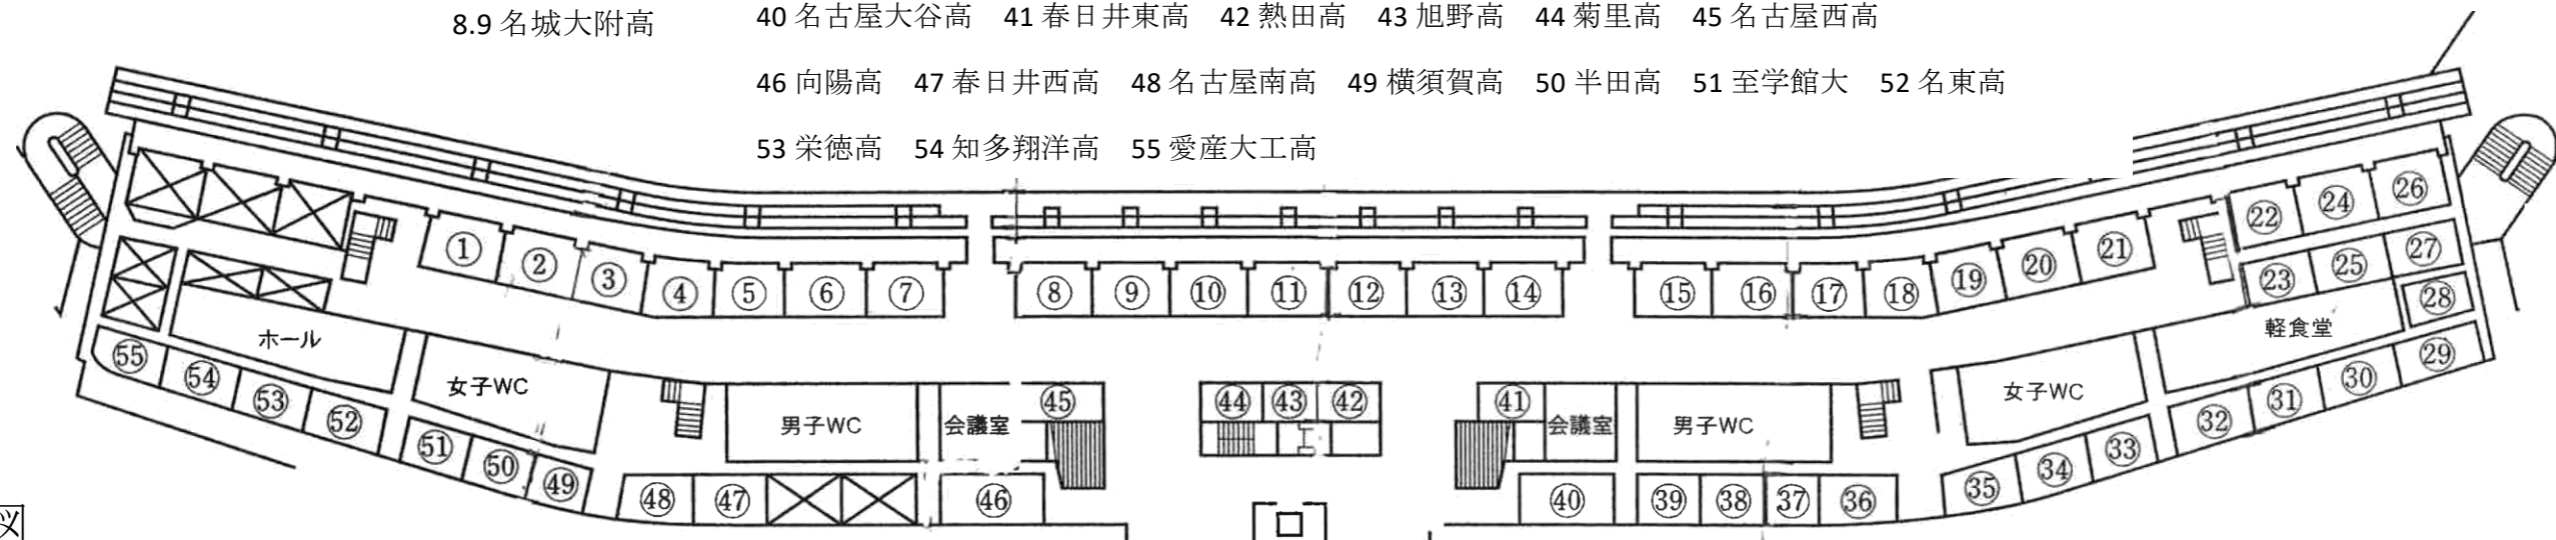 8.9 名城大附高
40 名古屋大谷高　41 春日井東高　42 熱田高　43 旭野高　44 菊里高　45 名古屋西高
46 向陽高　47 春日井西高　48 名古屋南高　49 横須賀高　50 半田高　51 至学館大　52 名東高
53 栄徳高　54 知多翔洋高　55 愛産大工高
① ② ③ ④ ⑤ ⑥ ⑦ ⑧ ⑨ ⑩ ⑪ ⑫ ⑬ ⑭ ⑮ ⑯ ⑰ ⑱ ⑲ ⑳ ㉑ ㉒ ㉔ ㉖
㉓ ㉕ ㉗
㉘
ホール
軽食堂
女子WC
女子WC
男子WC
会議室
㊺ ㊹ ㊸ ㊷ ㊶
会議室
男子WC
55 54 53 52 51 50 49 48 47 46 ㊵ ㊴ ㊳ ㊲ ㊱ ㉟ ㉞ ㉝ ㉜ ㉛ ㉚ ㉙
図